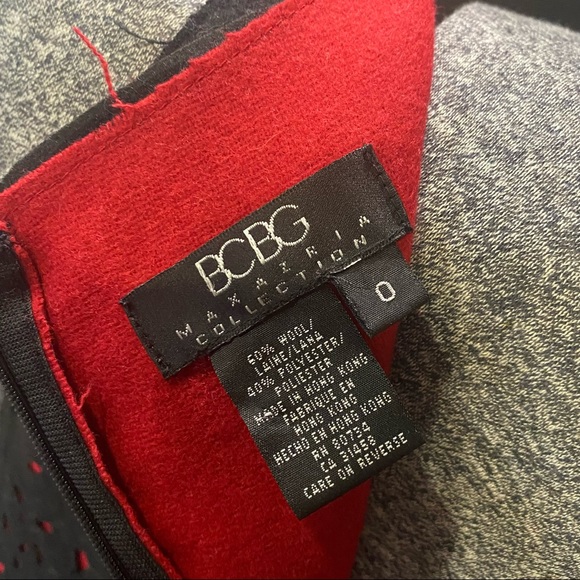 BCBG
MAXAZRIA
COLLECTION
0
60% WOOL/
LAINE/LANA
40% POLYESTER/
POLIESTER
MADE IN HONG KONG
FABRIQUE EN
HONG KONG
HECHO EN HONG KONG
RN 80734
CA 31458
CARE ON REVERSE